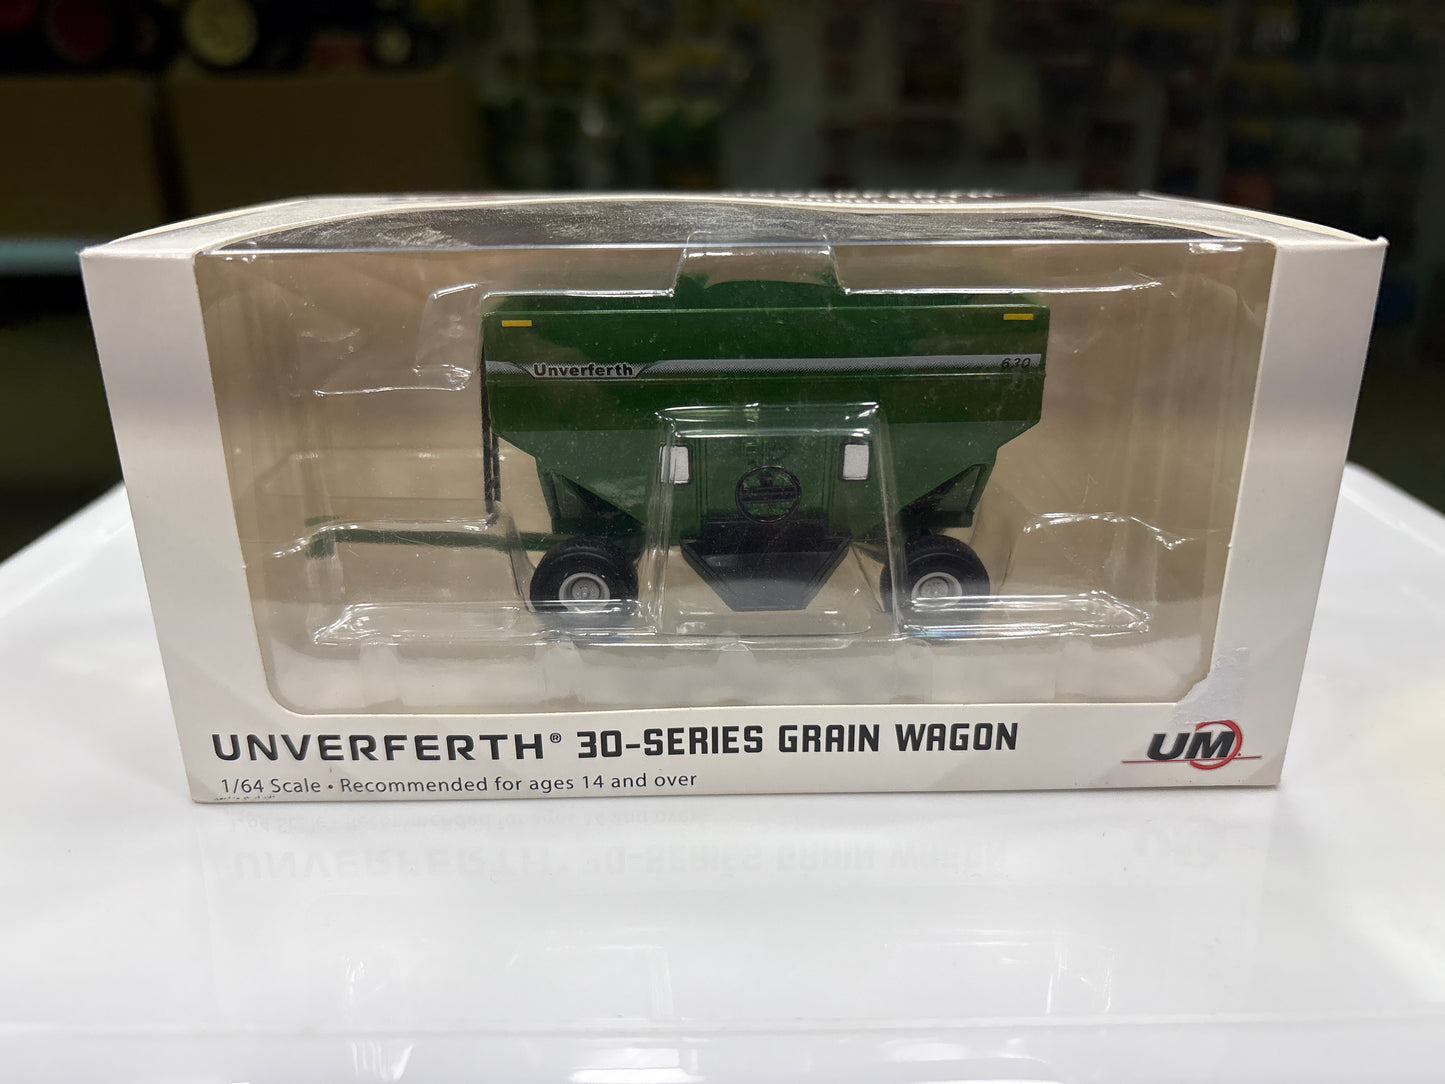 Unverferth
630
UNVERFERTH® 30-SERIES GRAIN WAGON
1/64 Scale • Recommended for ages 14 and over
UM